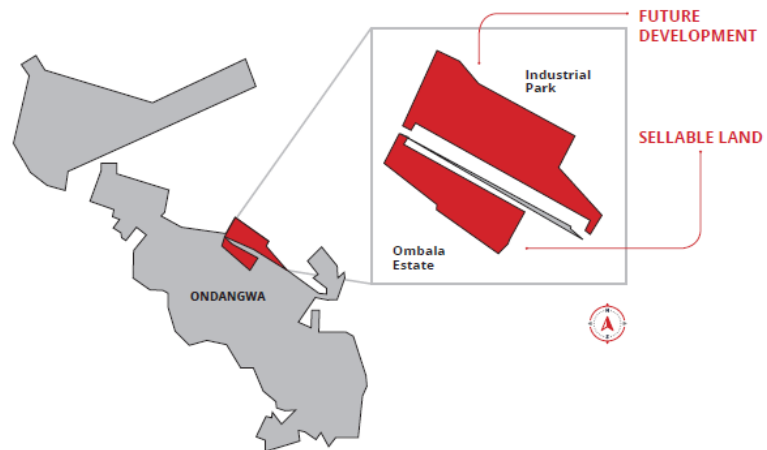 FUTURE
DEVELOPMENT
Industrial
Park
SELLABLE LAND
Ombala
Estate
ONDANGWA
N